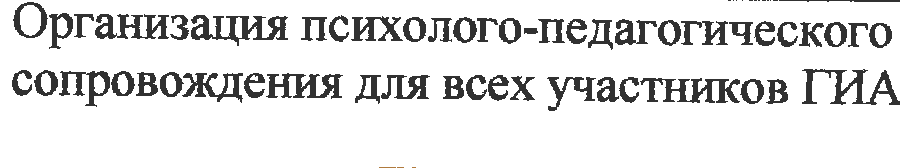 Организация психолого-педагогического
сопровождения для всех участников ГИА